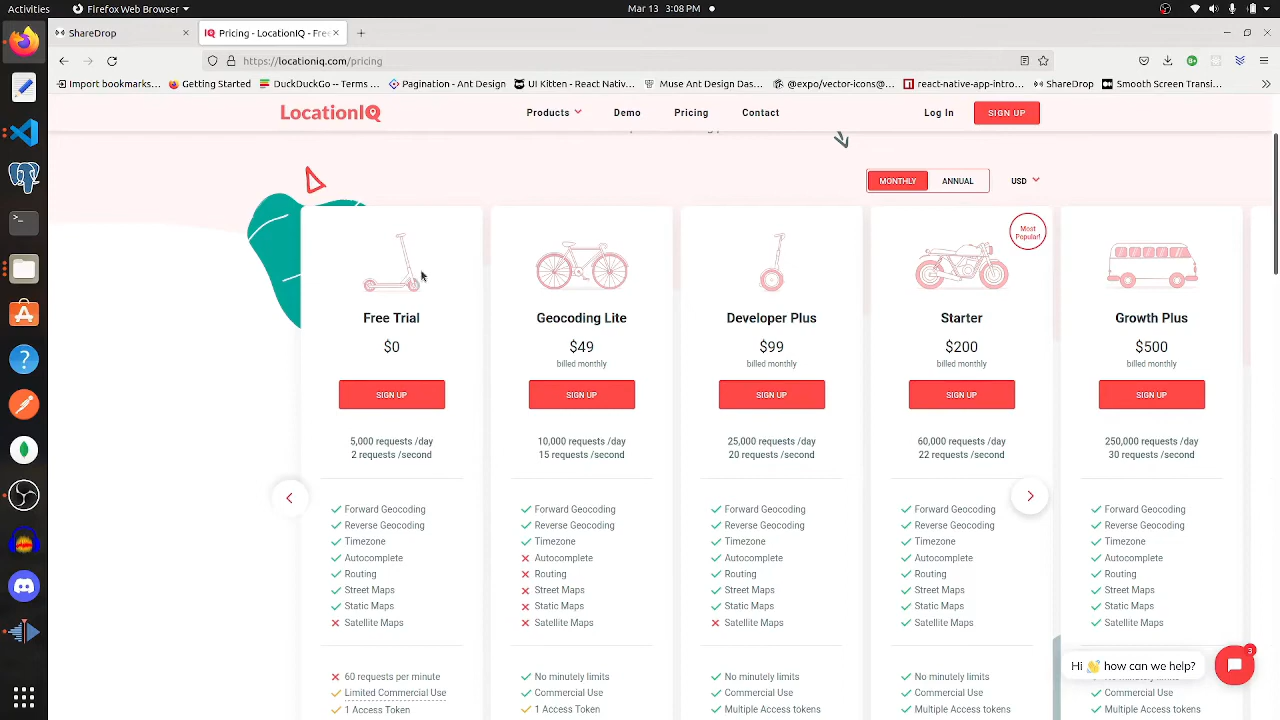 Activities
Firefox Web Browser
Mar 13 3:08 PM
ShareDrop
Pricing - LocationIQ - Free
https://locationiq.com/pricing
Import bookmarks...
Getting Started
DuckDuckGo -- Terms ...
Pagination - Ant Design
UI Kitten - React Nativ...
Muse Ant Design Das...
@expo/vector-icons@...
react-native-app-intro...
ShareDrop
Smooth Screen Transi...
LocationIQ
Products
Demo
Pricing
Contact
Log In
SIGN UP
MONTHLY
ANNUAL
USD
Free Trial
$0
SIGN UP
5,000 requests /day
2 requests /second
Forward Geocoding
Reverse Geocoding
Timezone
Autocomplete
Routing
Street Maps
Static Maps
Satellite Maps
60 requests per minute
Limited Commercial Use
1 Access Token
Geocoding Lite
$49
billed monthly
SIGN UP
10,000 requests /day
15 requests /second
Forward Geocoding
Reverse Geocoding
Timezone
Autocomplete
Routing
Street Maps
Static Maps
Satellite Maps
No minutely limits
Commercial Use
1 Access Token
Developer Plus
$99
billed monthly
SIGN UP
25,000 requests /day
20 requests /second
Forward Geocoding
Reverse Geocoding
Timezone
Autocomplete
Routing
Street Maps
Static Maps
Satellite Maps
No minutely limits
Commercial Use
Multiple Access tokens
Most
Popular!
Starter
$200
billed monthly
SIGN UP
60,000 requests /day
22 requests /second
Forward Geocoding
Reverse Geocoding
Timezone
Autocomplete
Routing
Street Maps
Static Maps
Satellite Maps
No minutely limits
Commercial Use
Multiple Access tokens
Growth Plus
$500
billed monthly
SIGN UP
250,000 requests /day
30 requests /second
Forward Geocoding
Reverse Geocoding
Timezone
Autocomplete
Routing
Street Maps
Static Maps
Satellite Maps
No minutely limits
Commercial Use
Multiple Access tokens
Hi 👋 how can we help?
3